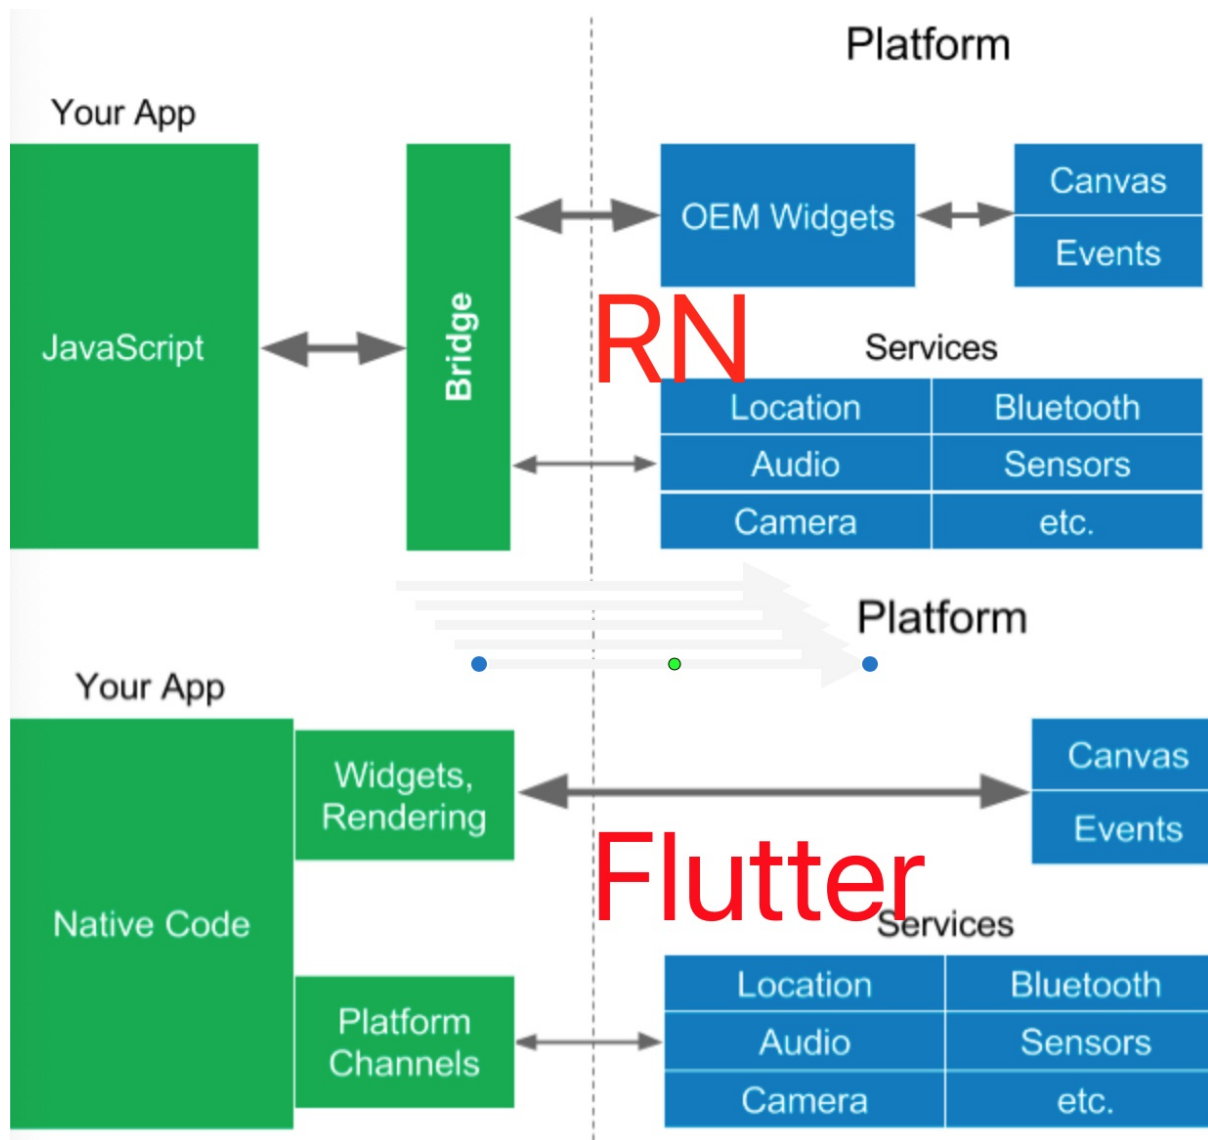 Platform
Your App
JavaScript
Bridge
OEM Widgets
Canvas
Events
RN
Services
Location
Bluetooth
Audio
Sensors
Camera
etc.
Platform
Your App
Native Code
Widgets,
Rendering
Platform
Channels
Canvas
Events
Flutter
Services
Location
Bluetooth
Audio
Sensors
Camera
etc.